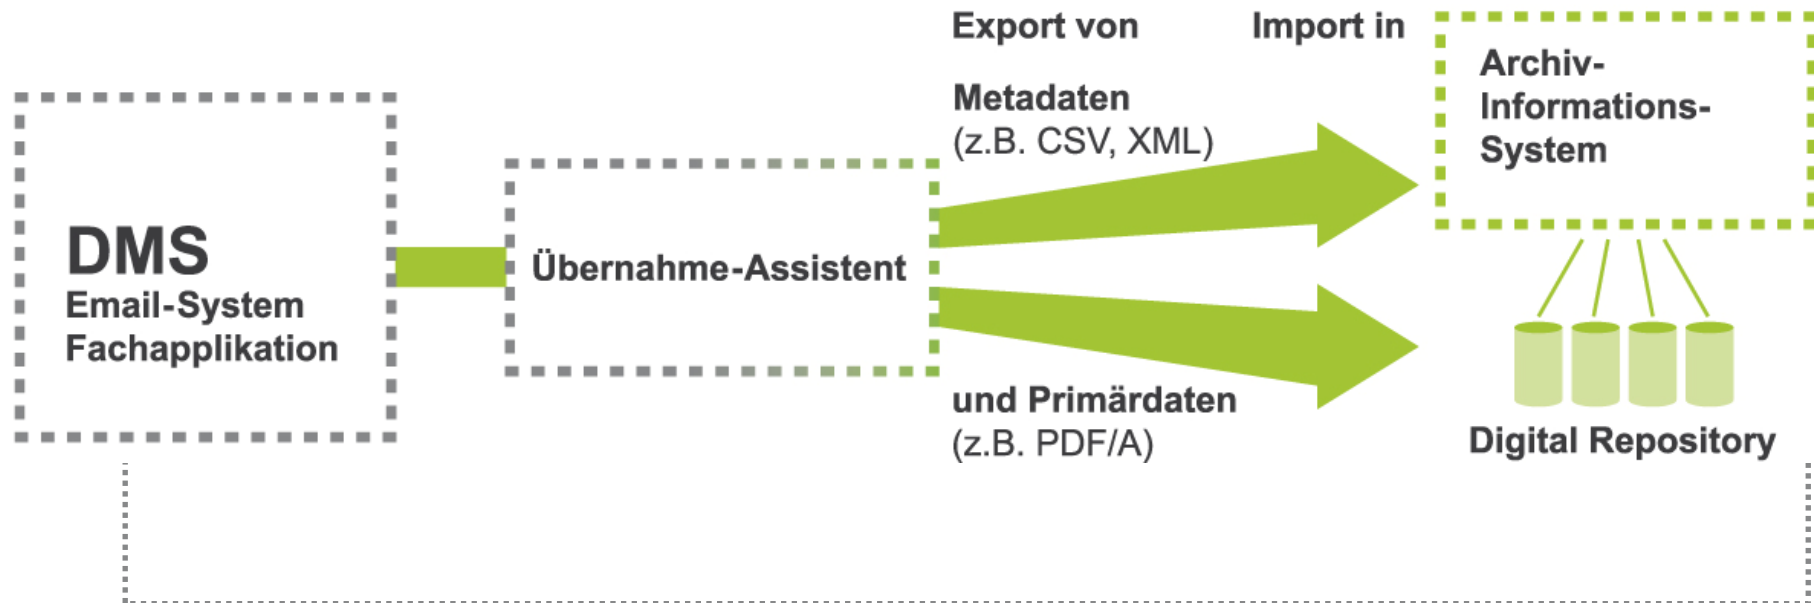 DMS
Email-System
Fachapplikation
Übernahme-Assistent
Export von
Metadaten
(z.B. CSV, XML)
und Primärdaten
(z.B. PDF/A)
Import in
Archiv-
Informations-
System
Digital Repository